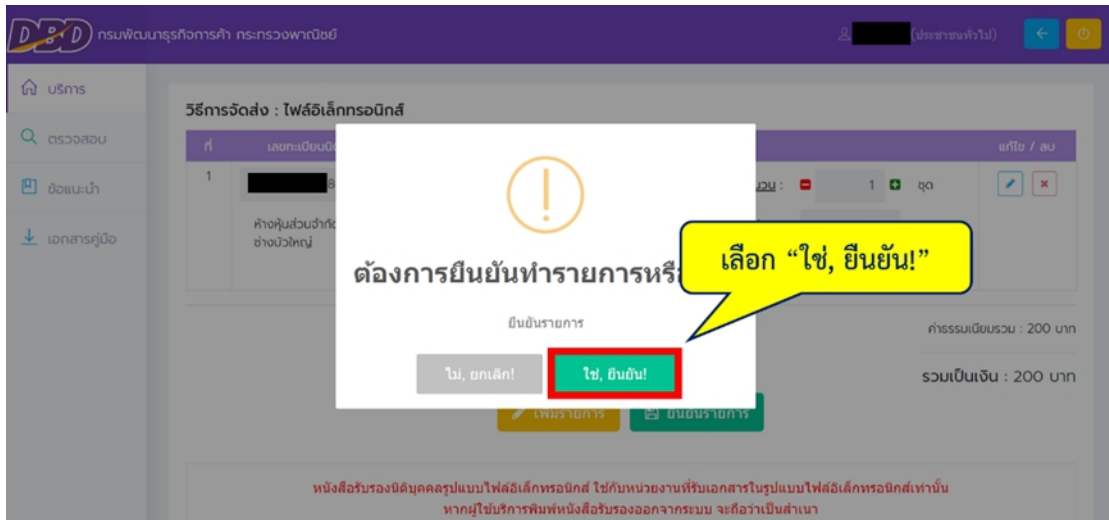 DBD กรมพัฒนาธุรกิจการค้า กระทรวงพาณิชย์
(ประชาชนทั่วไป)
บริการ
ตรวจสอบ
ข้อแนะนำ
เอกสารคู่มือ
วิธีการจัดส่ง : ไฟล์อิเล็กทรอนิกส์
ที่
เลขทะเบียนนิ
แก้ไข / ลบ
1
8
1
ชุด
ห้างหุ้นส่วนจำกัด
ช่างบัวใหญ่
ต้องการยืนยันทำรายการหรื
เลือก “ใช่, ยืนยัน!”
ยืนยันรายการ
ไม่, ยกเลิก!
ใช่, ยืนยัน!
ค่าธรรมเนียมรวม : 200 บาท
รวมเป็นเงิน : 200 บาท
เพิ่มรายการ
ยืนยันรายการ
หนังสือรับรองนิติบุคคลรูปแบบไฟล์อิเล็กทรอนิกส์ ใช้กับหน่วยงานที่รับเอกสารในรูปแบบไฟล์อิเล็กทรอนิกส์เท่านั้น
หากผู้ใช้บริการพิมพ์หนังสือรับรองออกจากระบบ จะถือว่าเป็นสำเนา